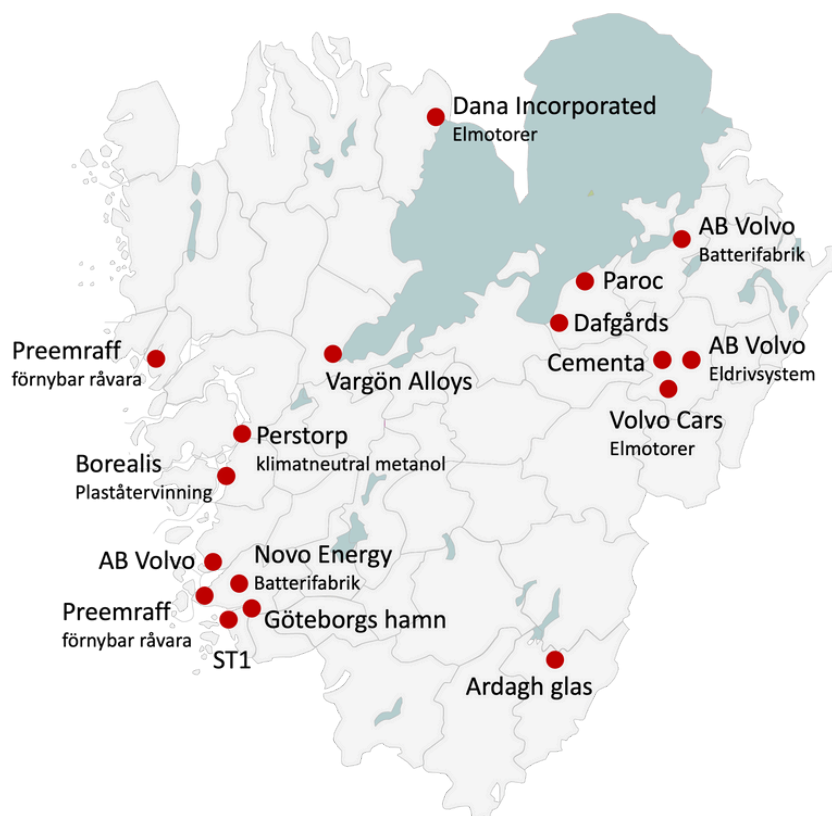 Dana Incorporated
Elmotorer
AB Volvo
Batterifabrik
Paroc
Dafgårds
Preemraff
förnybar råvara
Vargön Alloys
Cementa
AB Volvo
Eldrivsystem
Volvo Cars
Elmotorer
Perstorp
klimatneutral metanol
Borealis
Plaståtervinning
AB Volvo
Novo Energy
Batterifabrik
Preemraff
förnybar råvara
Göteborgs hamn
ST1
Ardagh glas